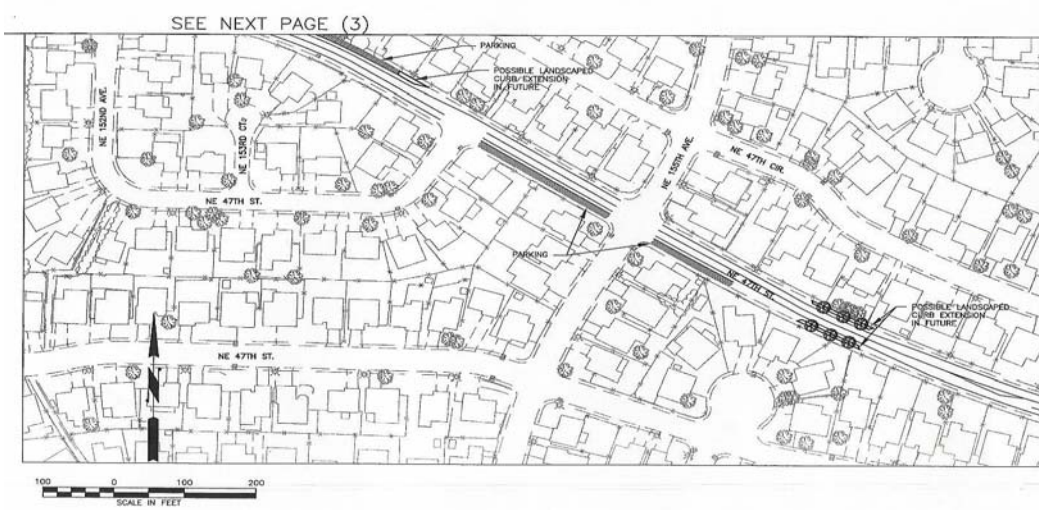 SEE NEXT PAGE (3)
PARKING
POSSIBLE LANDSCAPED
CURB EXTENSION
IN FUTURE
NE 152ND AVE.
NE 153RD CT.
NE 155TH AVE.
NE 47TH CIR.
NE 47TH ST.
PARKING
NE 47TH ST.
POSSIBLE LANDSCAPED
CURB EXTENSION
IN FUTURE
NE 47TH ST.
100 0 100 200
SCALE IN FEET